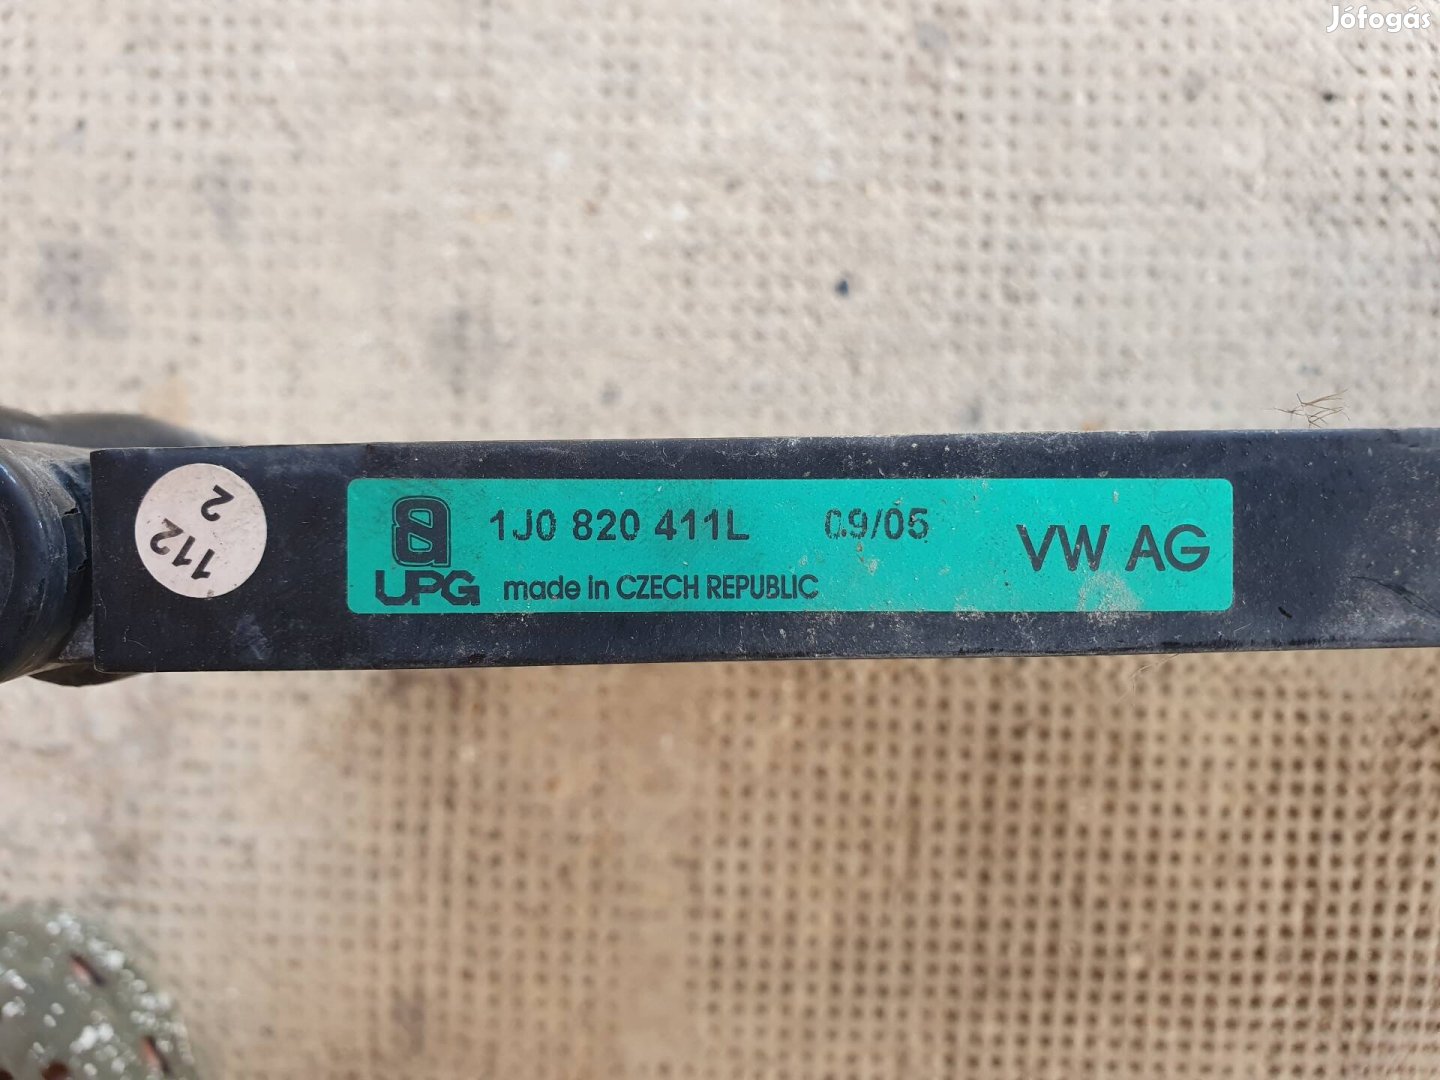 Jófogás
112
2
1J0 820 411L 09/05
VW AG
UPG made in CZECH REPUBLIC